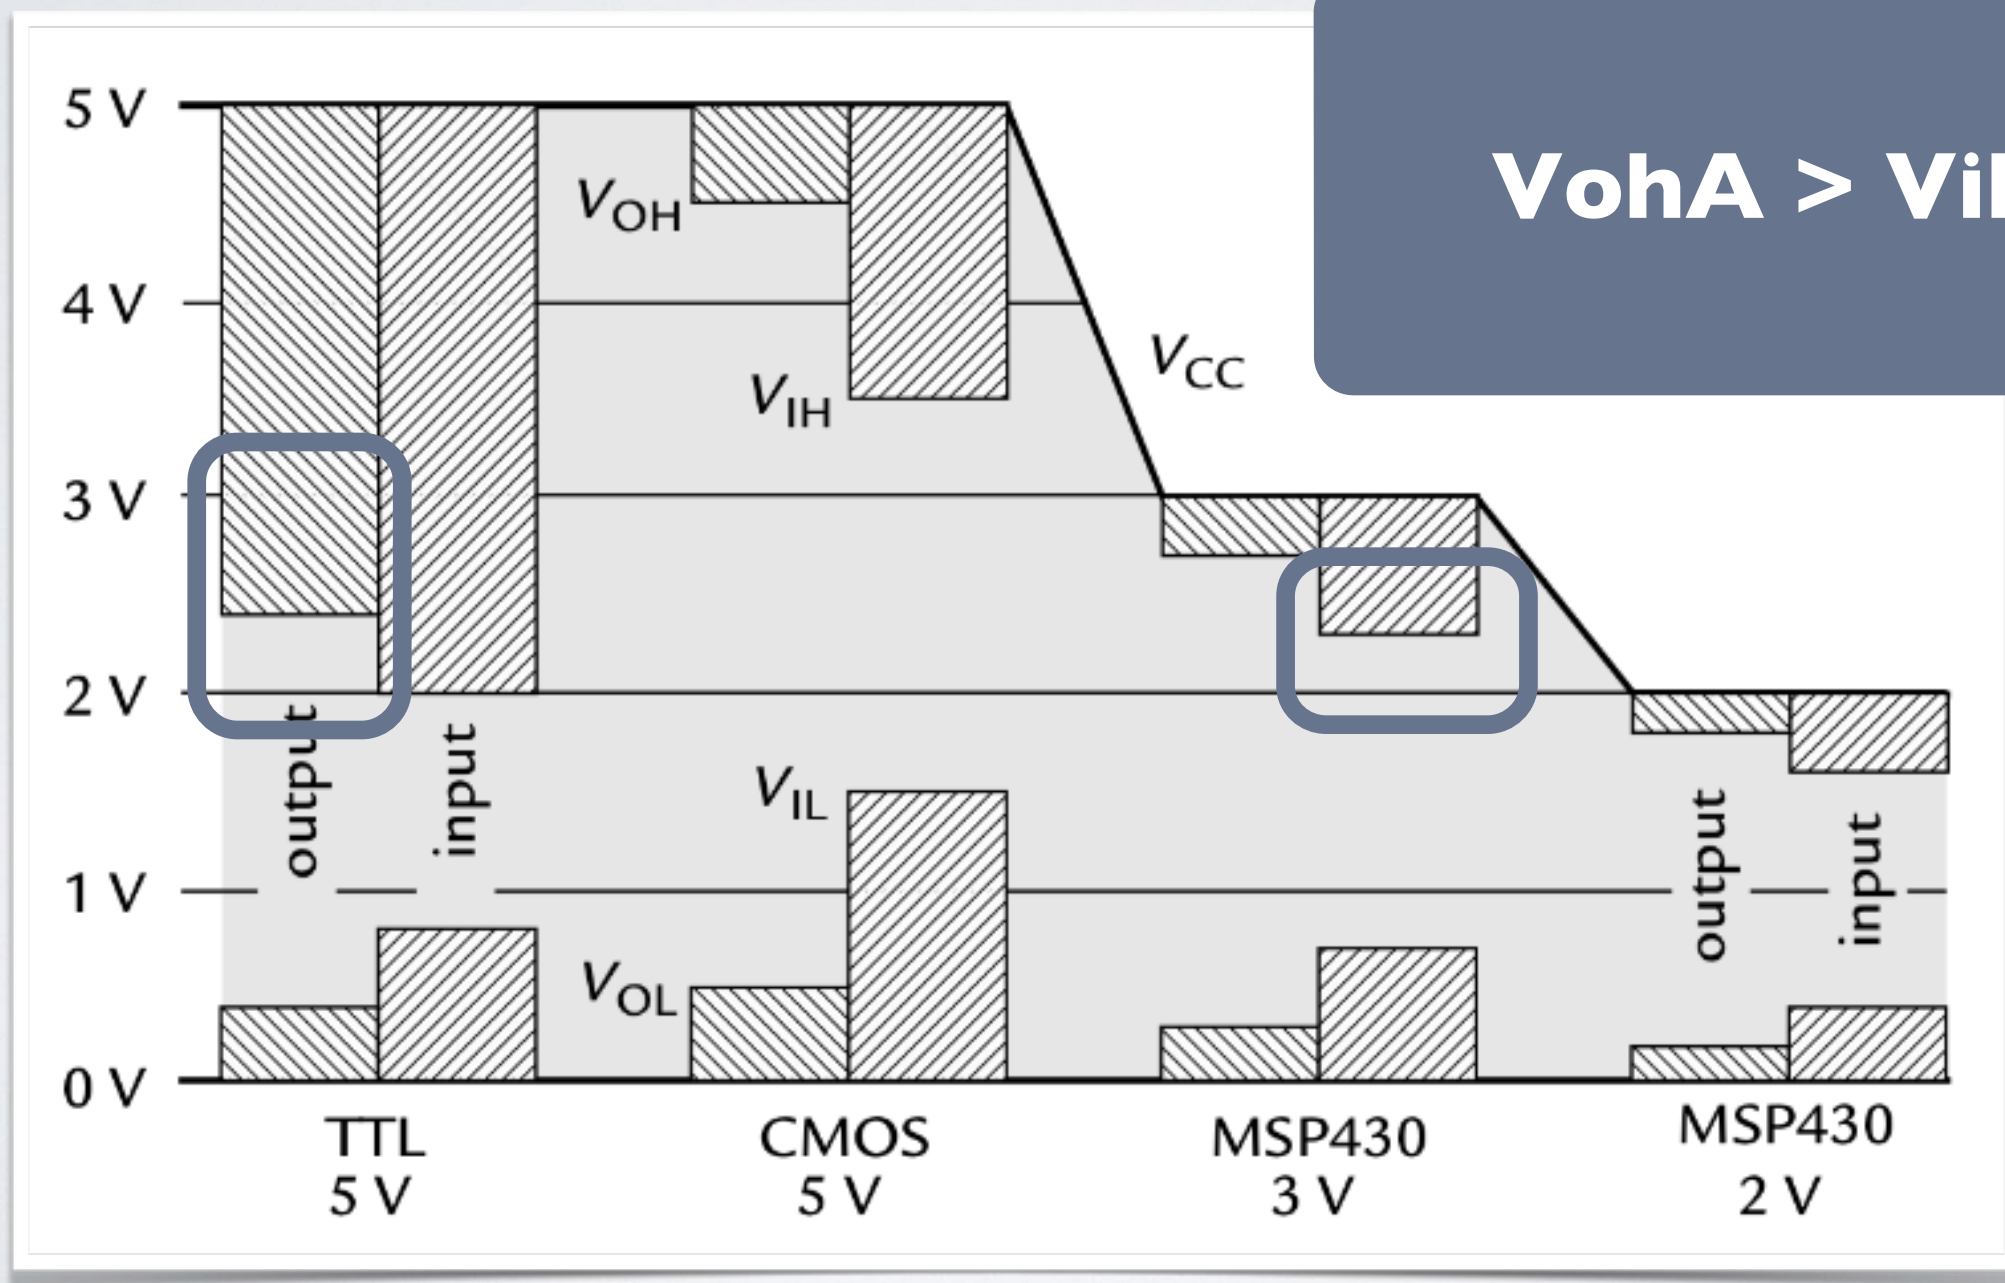 VohA > Vi
5 V
4 V
3 V
2 V
1 V
0 V
VOH
VIH
VCC
VIL
VOL
output
input
output
input
TTL
5 V
CMOS
5 V
MSP430
3 V
MSP430
2 V